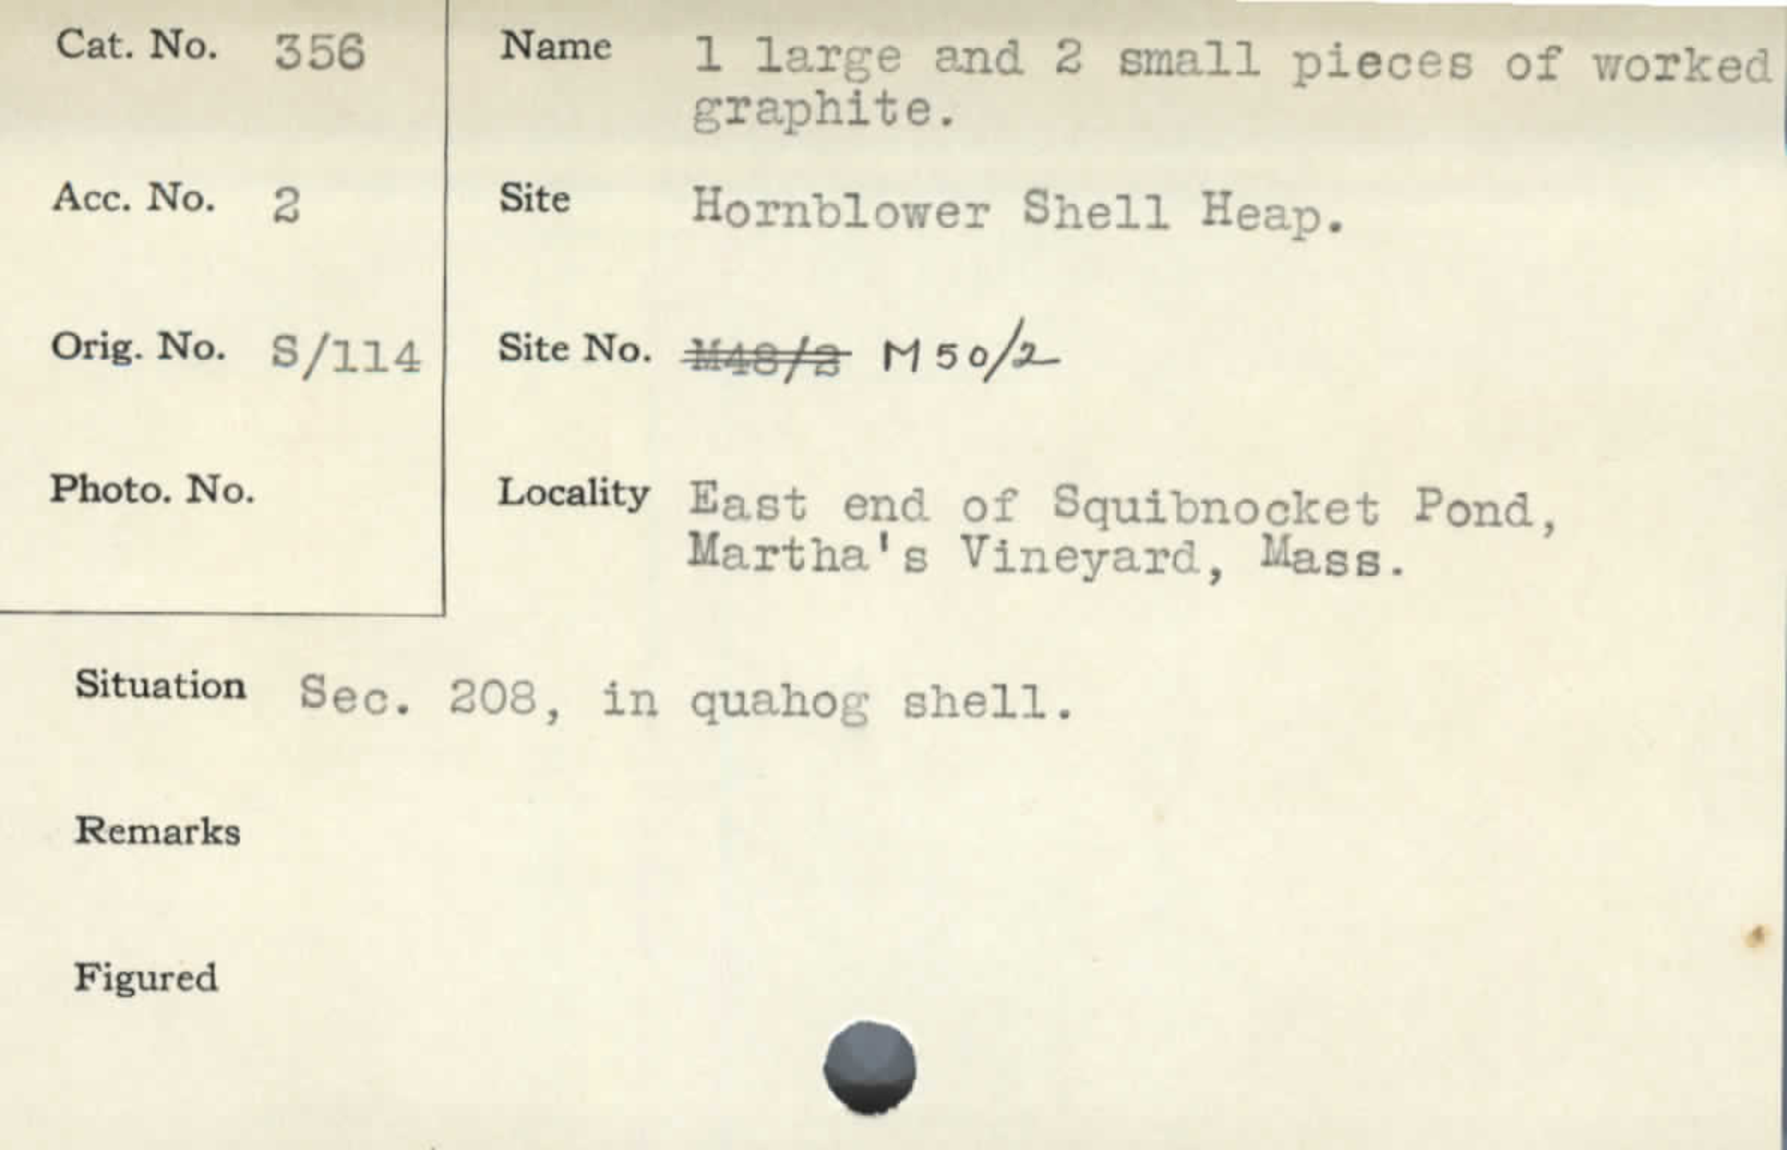 Cat. No. 356
Name 1 large and 2 small pieces of worked
graphite.
Acc. No. 2
Site Hornblower Shell Heap.
Orig. No. S/114
Site No. M48/2 M50/2
Photo. No.
Locality East end of Squibnocket Pond,
Martha's Vineyard, Mass.
Situation Sec. 208, in quahog shell.
Remarks
Figured